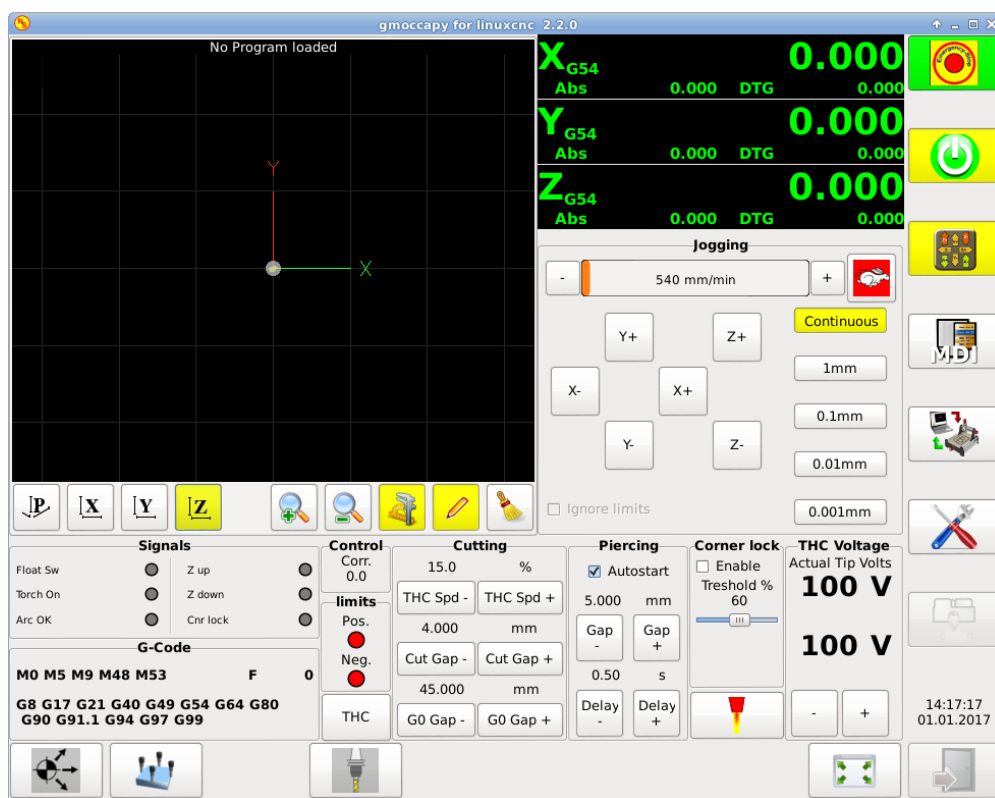 gmoccapy for linuxcnc 2.2.0
No Program loaded
Y
X
X G54 0.000
Abs 0.000 DTG 0.000
Y G54 0.000
Abs 0.000 DTG 0.000
Z G54 0.000
Abs 0.000 DTG 0.000
Emergency-Stop
Jogging
- 540 mm/min +
Continuous
Y+ Z+
1mm
X- X+
0.1mm
Y- Z-
0.01mm
Ignore limits
0.001mm
MDI
P X Y Z
Signals
Float Sw Z up
Torch On Z down
Arc OK Cnr lock
G-Code
M0 M5 M9 M48 M53 F 0
G8 G17 G21 G40 G49 G54 G64 G80
G90 G91.1 G94 G97 G99
Control
Corr.
0.0
limits
Pos.
Neg.
THC
Cutting
15.0 %
THC Spd - THC Spd +
4.000 mm
Cut Gap - Cut Gap +
45.000 mm
G0 Gap - G0 Gap +
Piercing
Autostart
5.000 mm
Gap - Gap +
0.50 s
Delay - Delay +
Corner lock
Enable
Treshold %
60
THC Voltage
Actual Tip Volts
100 V
100 V
- +
14:17:17
01.01.2017